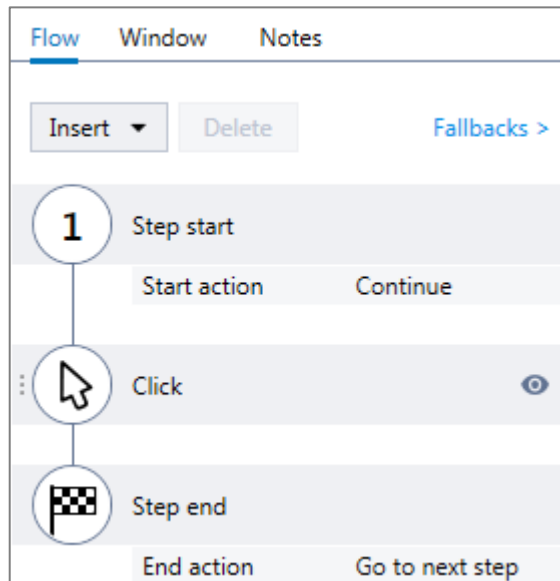 Flow Window Notes
Insert Delete Fallbacks >
1 Step start
Start action Continue
Click
Step end
End action Go to next step